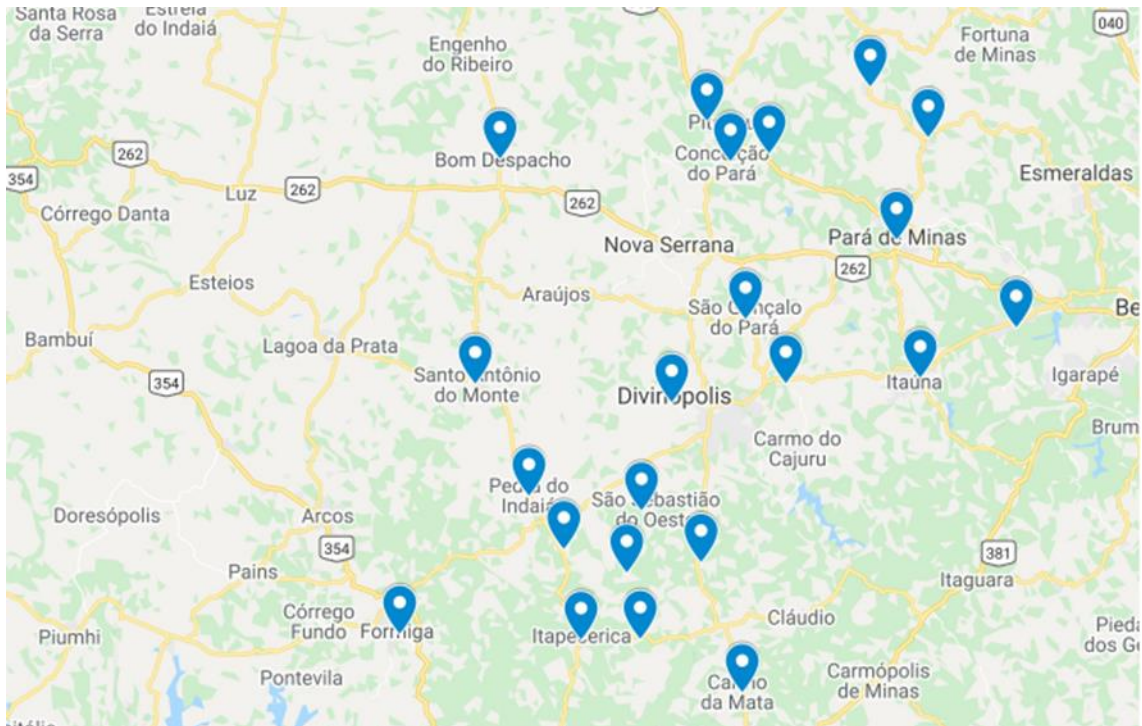 Santa Rosa
da Serra
Estrela
do Indaiá
Engenho
do Ribeiro
Fortuna
de Minas
040
262
Bom Despacho
Conceição
do Pará
Esmeraldas
354
Luz
262
262
Córrego Danta
Nova Serrana
Pará de Minas
262
Esteios
Araújos
São Gonçalo
do Pará
Be
Bambuí
Lagoa da Prata
354
Santo Antônio
do Monte
Divinópolis
Itaúna
Igarapé
Brum
Carmo do
Cajuru
Pedra do
Indaiá
São Sebastião
do Oeste
Doresópolis
Arcos
354
381
Pains
Itaguara
Córrego
Fundo
Formiga
Itapecerica
Cláudio
Piumhi
Pieda
dos Ge
Pontevila
Carmo
da Mata
Carmópolis
de Minas